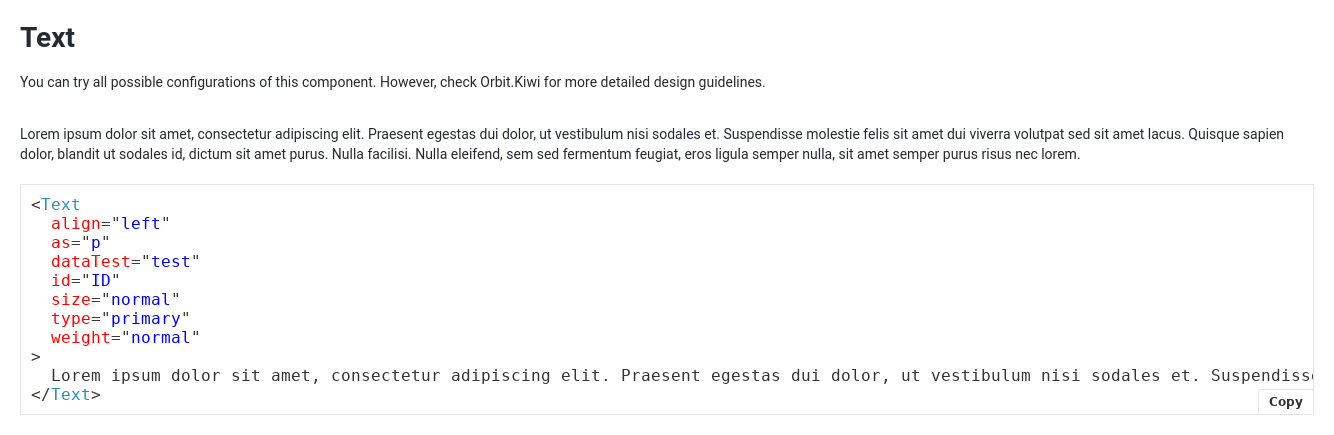 Text
You can try all possible configurations of this component. However, check Orbit.Kiwi for more detailed design guidelines.
Lorem ipsum dolor sit amet, consectetur adipiscing elit. Praesent egestas dui dolor, ut vestibulum nisi sodales et. Suspendisse molestie felis sit amet dui viverra volutpat sed sit amet lacus. Quisque sapien
dolor, blandit ut sodales id, dictum sit amet purus. Nulla facilisi. Nulla eleifend, sem sed fermentum feugiat, eros ligula semper nulla, sit amet semper purus risus nec lorem.
<Text
  align="left"
  as="p"
  dataTest="test"
  id="ID"
  size="normal"
  type="primary"
  weight="normal"
>
  Lorem ipsum dolor sit amet, consectetur adipiscing elit. Praesent egestas dui dolor, ut vestibulum nisi sodales et. Suspendisse
</Text>
Copy